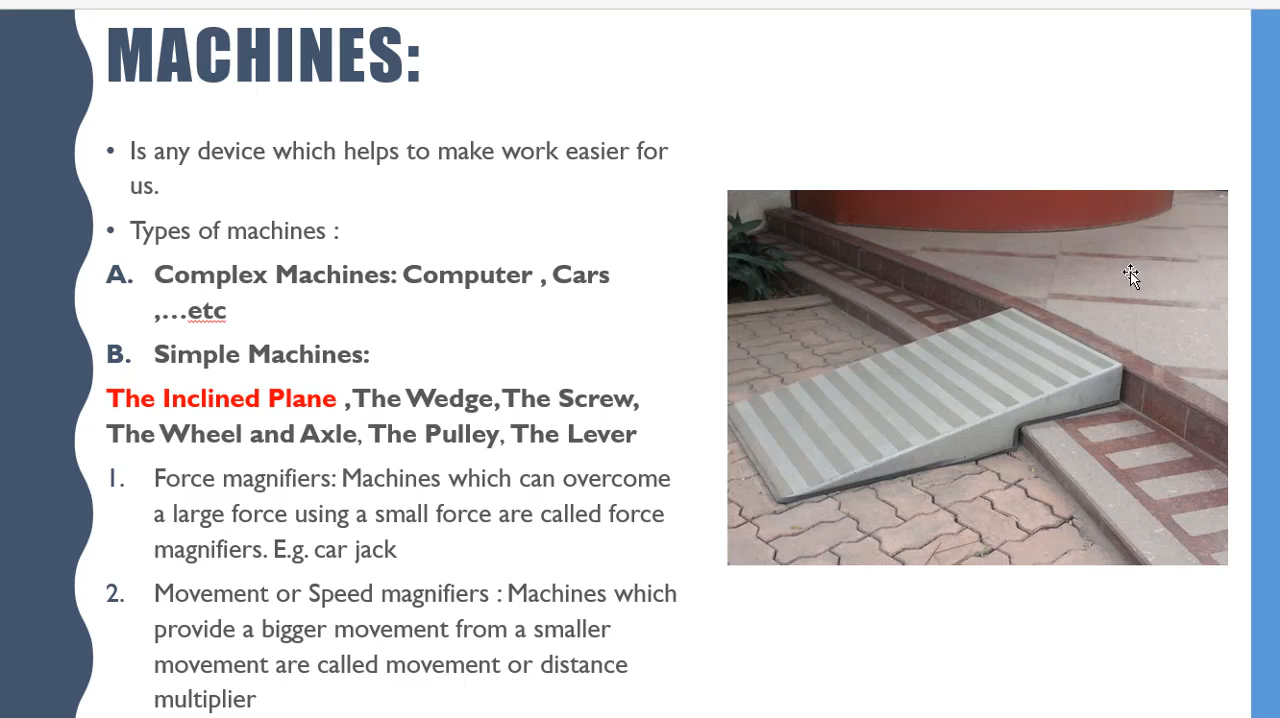 MACHINES:
• Is any device which helps to make work easier for
us.
• Types of machines :
A. Complex Machines: Computer , Cars
,...etc
B. Simple Machines:
The Inclined Plane ,The Wedge,The Screw,
The Wheel and Axle, The Pulley, The Lever
1. Force magnifiers: Machines which can overcome
a large force using a small force are called force
magnifiers. E.g. car jack
2. Movement or Speed magnifiers : Machines which
provide a bigger movement from a smaller
movement are called movement or distance
multiplier